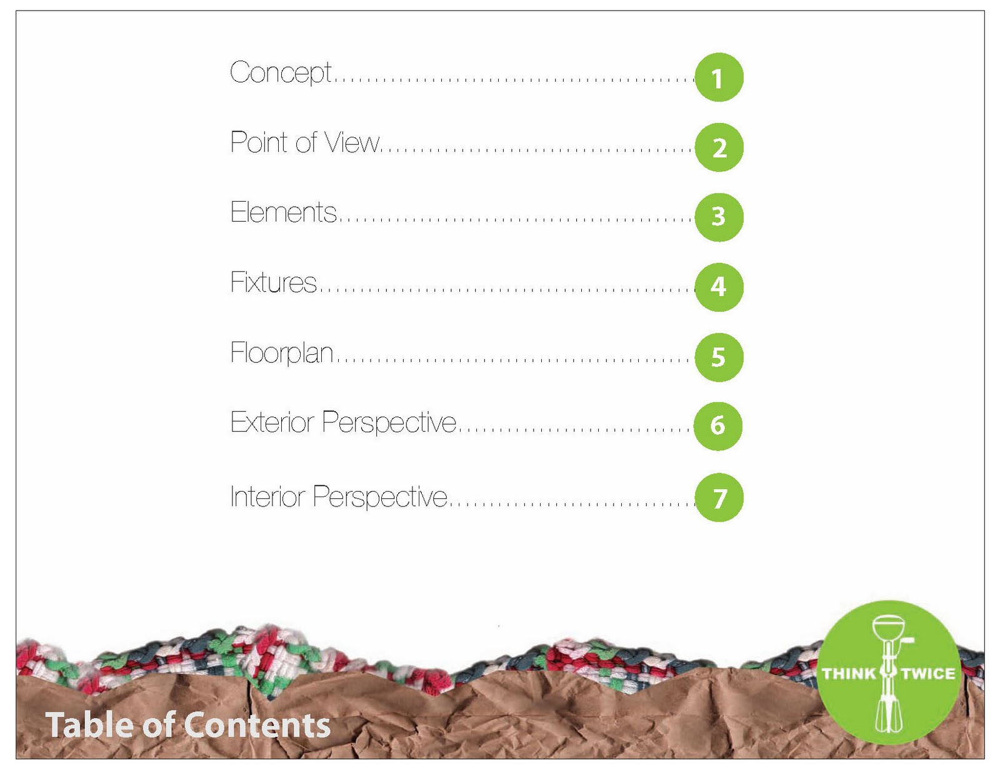 Concept........................................ 1
Point of View........................................ 2
Elements........................................ 3
Fixtures........................................ 4
Floorplan........................................ 5
Exterior Perspective............................. 6
Interior Perspective.............................. 7
THINK TWICE
Table of Contents